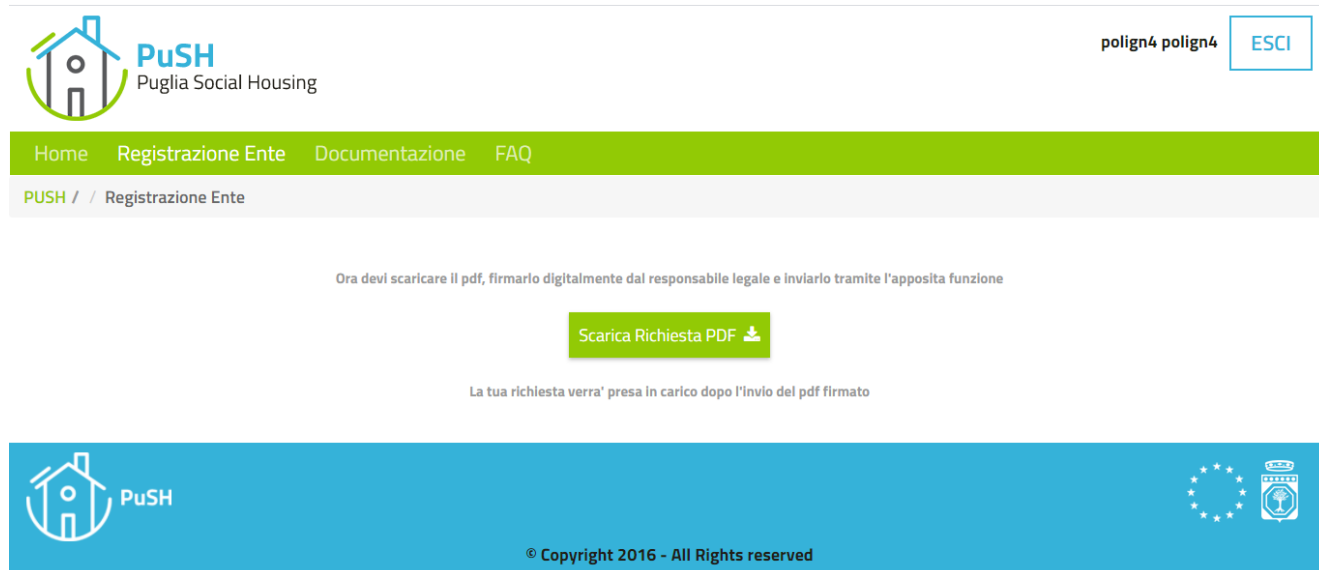 PuSH
Puglia Social Housing
polign4 polign4
ESCI
Home Registrazione Ente Documentazione FAQ
PUSH / / Registrazione Ente
Ora devi scaricare il pdf, firmarlo digitalmente dal responsabile legale e inviarlo tramite l'apposita funzione
Scarica Richiesta PDF
La tua richiesta verra' presa in carico dopo l'invio del pdf firmato
PuSH
© Copyright 2016 - All Rights reserved